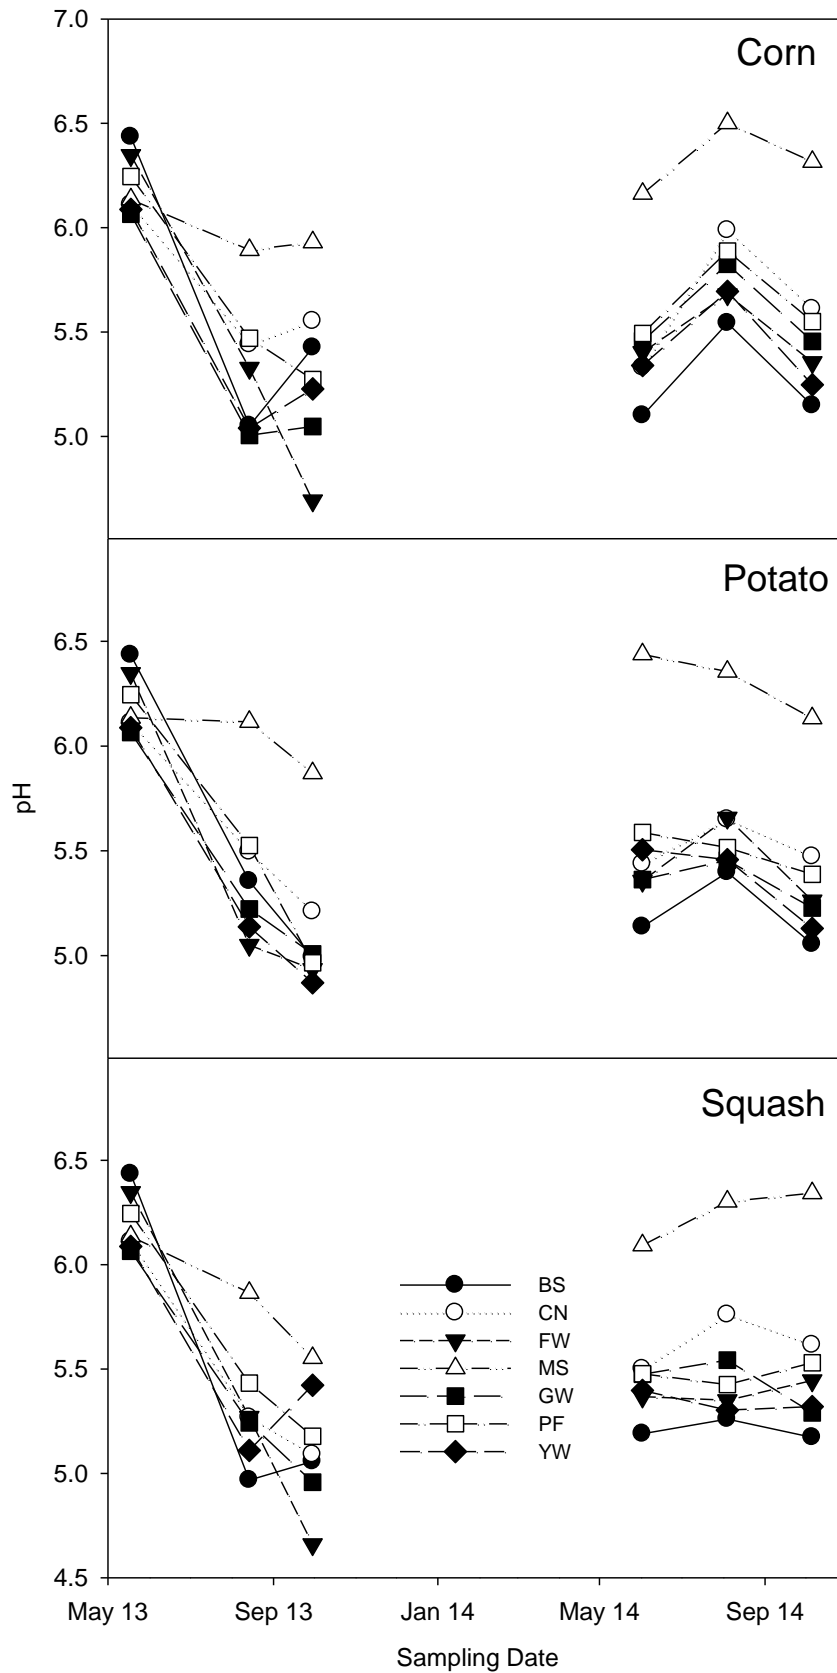 7.0
Corn
6.5
6.0
5.5
5.0
Potato
6.5
6.0
pH
5.5
5.0
Squash
6.5
6.0
BS
CN
FW
5.5
MS
GW
PF
YW
5.0
4.5
May 13 Sep 13 Jan 14 May 14 Sep 14
Sampling Date